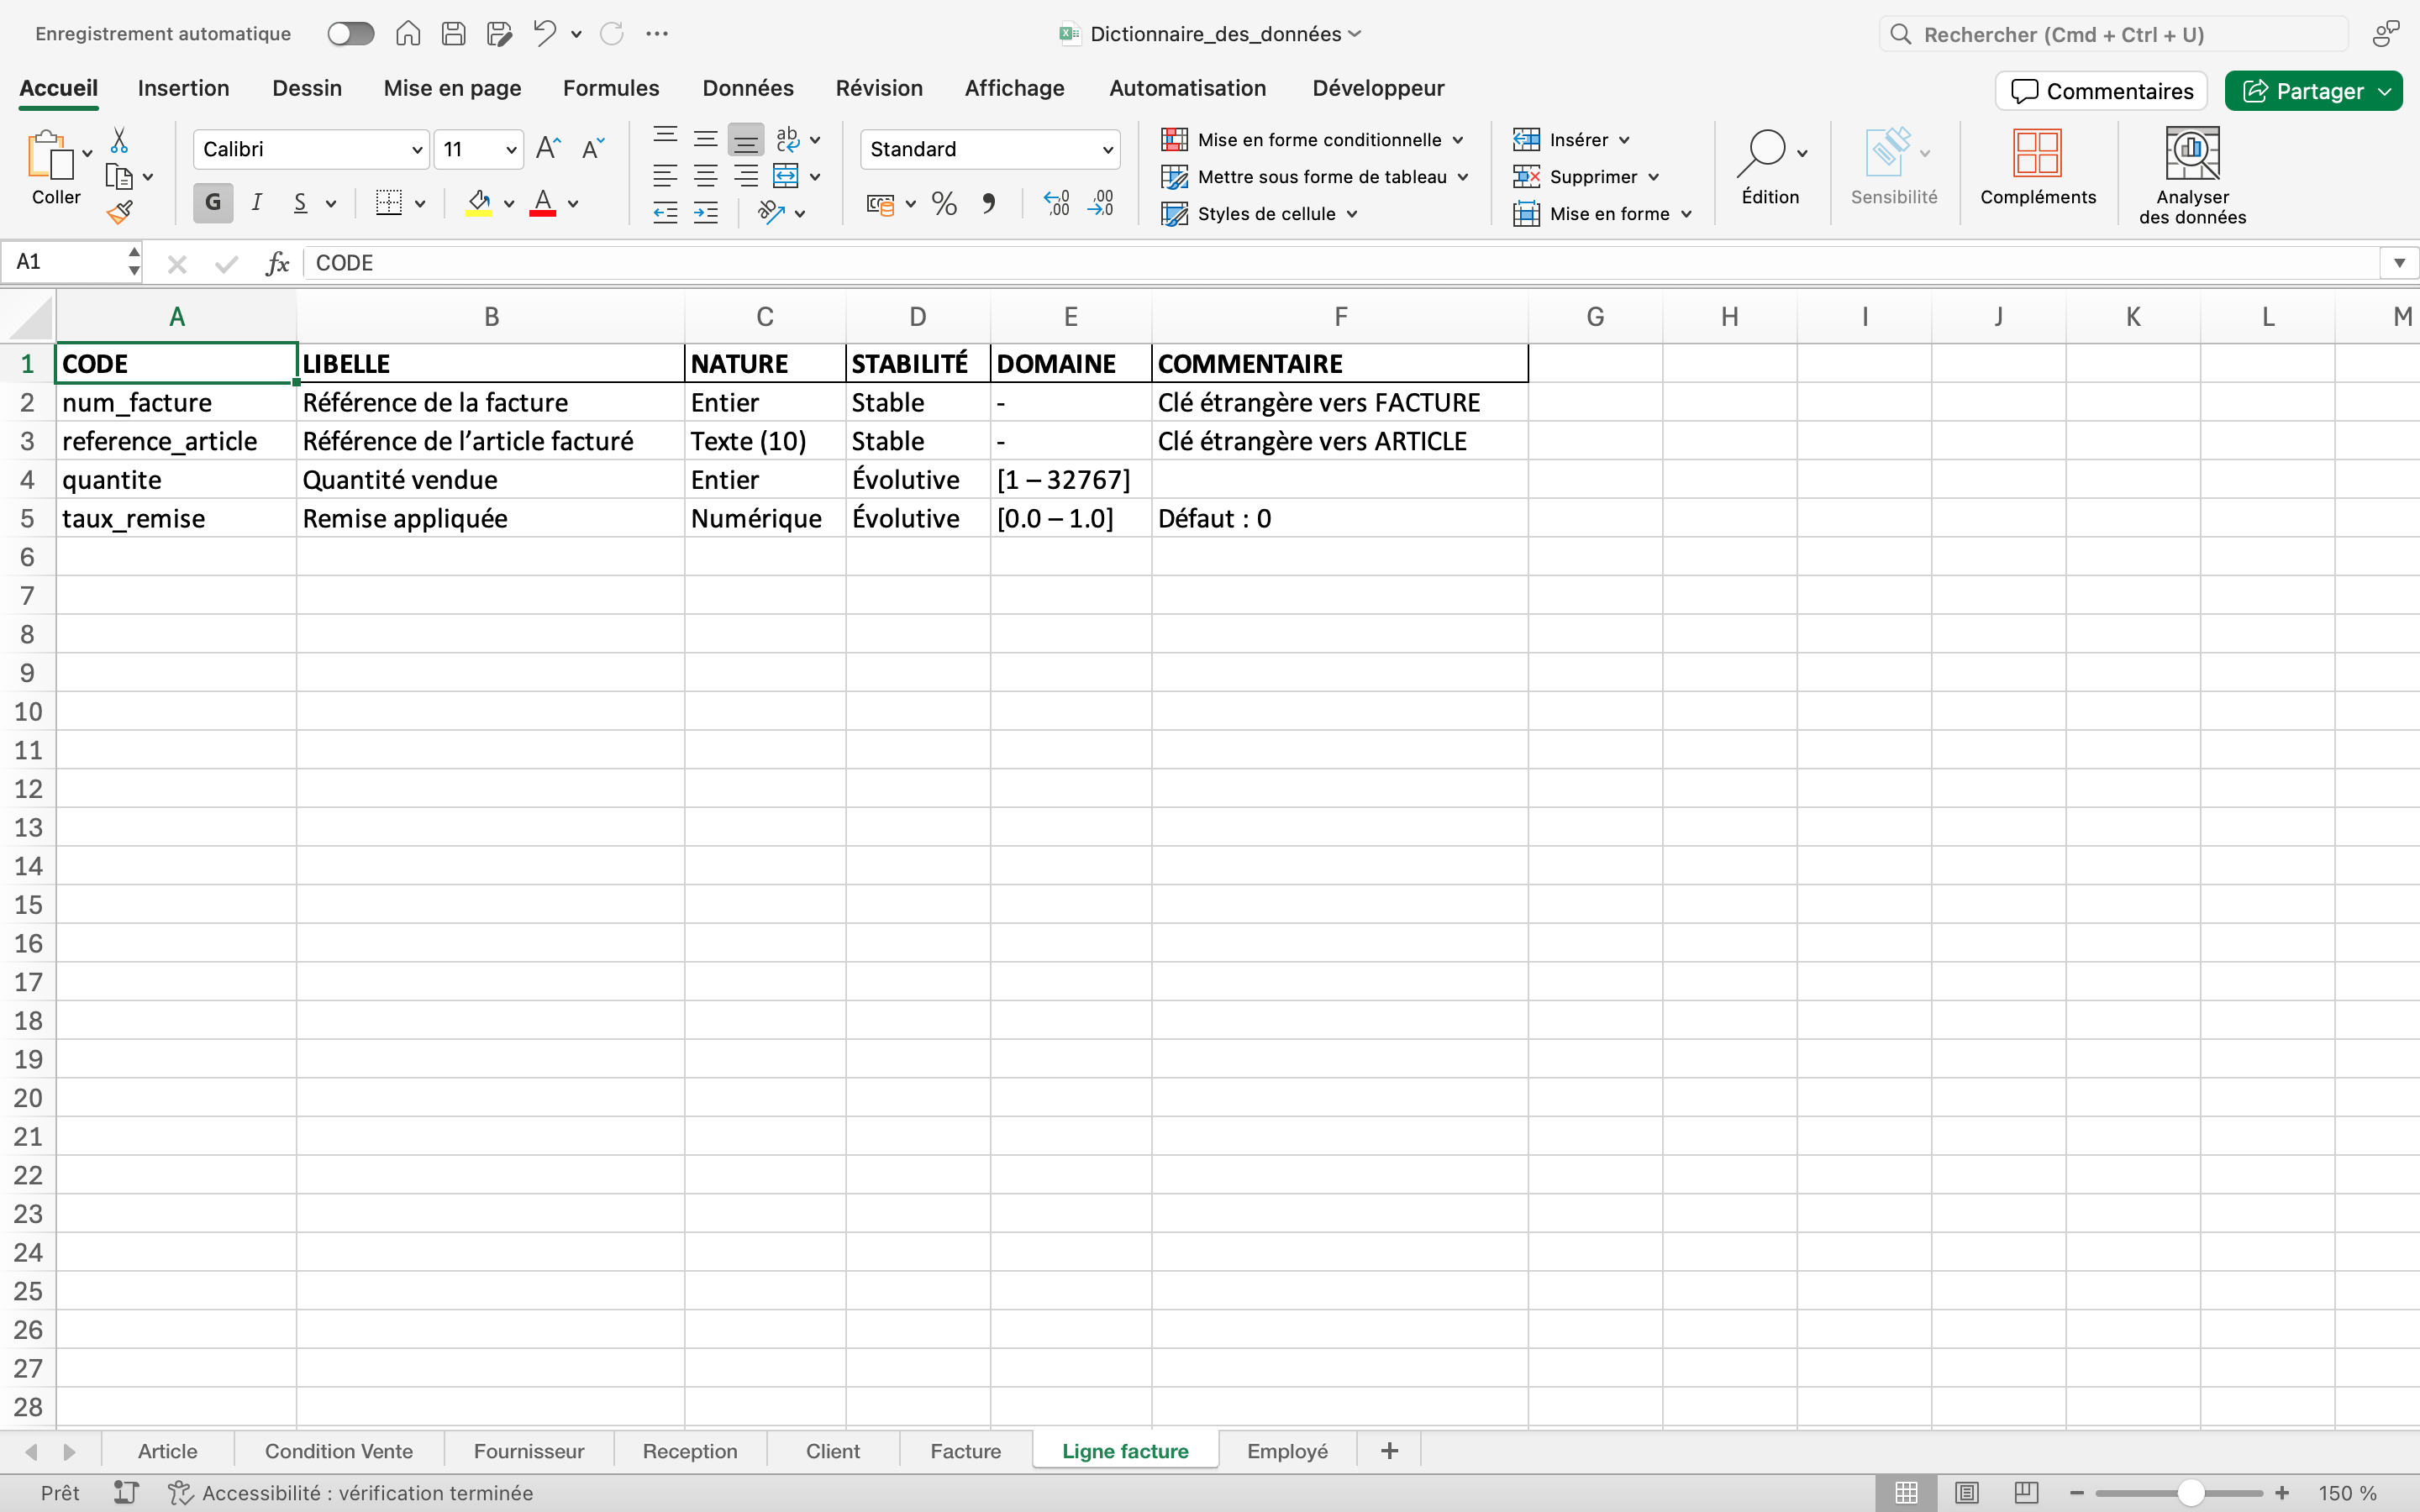 Enregistrement automatique
Dictionnaire_des_données
Rechercher (Cmd + Ctrl + U)
Accueil Insertion Dessin Mise en page Formules Données Révision Affichage Automatisation Développeur
Commentaires Partager
Coller
Calibri 11
G I S
ab
Standard
%
Mise en forme conditionnelle
Mettre sous forme de tableau
Styles de cellule
Insérer
Supprimer
Mise en forme
Édition
Sensibilité
Compléments
Analyser
des données
A1 fx CODE
A B C D E F G H I J K L M
1 CODE LIBELLE NATURE STABILITÉ DOMAINE COMMENTAIRE
2 num_facture Référence de la facture Entier Stable - Clé étrangère vers FACTURE
3 reference_article Référence de l’article facturé Texte (10) Stable - Clé étrangère vers ARTICLE
4 quantite Quantité vendue Entier Évolutive [1 – 32767]
5 taux_remise Remise appliquée Numérique Évolutive [0.0 – 1.0] Défaut : 0
6
7
8
9
10
11
12
13
14
15
16
17
18
19
20
21
22
23
24
25
26
27
28
Article Condition Vente Fournisseur Reception Client Facture Ligne facture Employé +
Prêt Accessibilité : vérification terminée 150 %